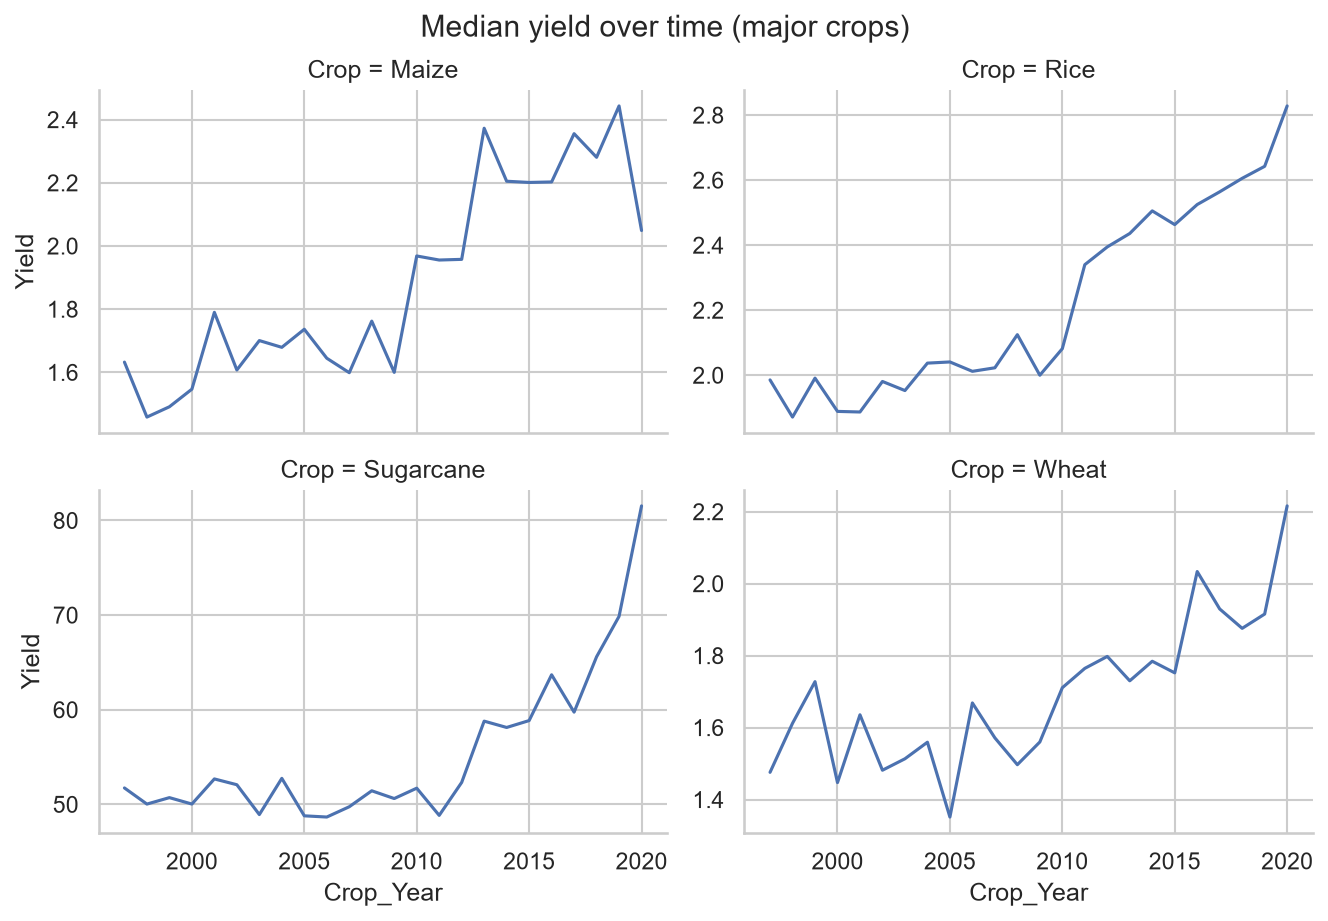 Median yield over time (major crops)
Crop = Maize
Yield
2.4
2.2
2.0
1.8
1.6
Crop = Rice
2.8
2.6
2.4
2.2
2.0
Crop = Sugarcane
Yield
80
70
60
50
2000 2005 2010 2015 2020
Crop_Year
Crop = Wheat
2.2
2.0
1.8
1.6
1.4
2000 2005 2010 2015 2020
Crop_Year